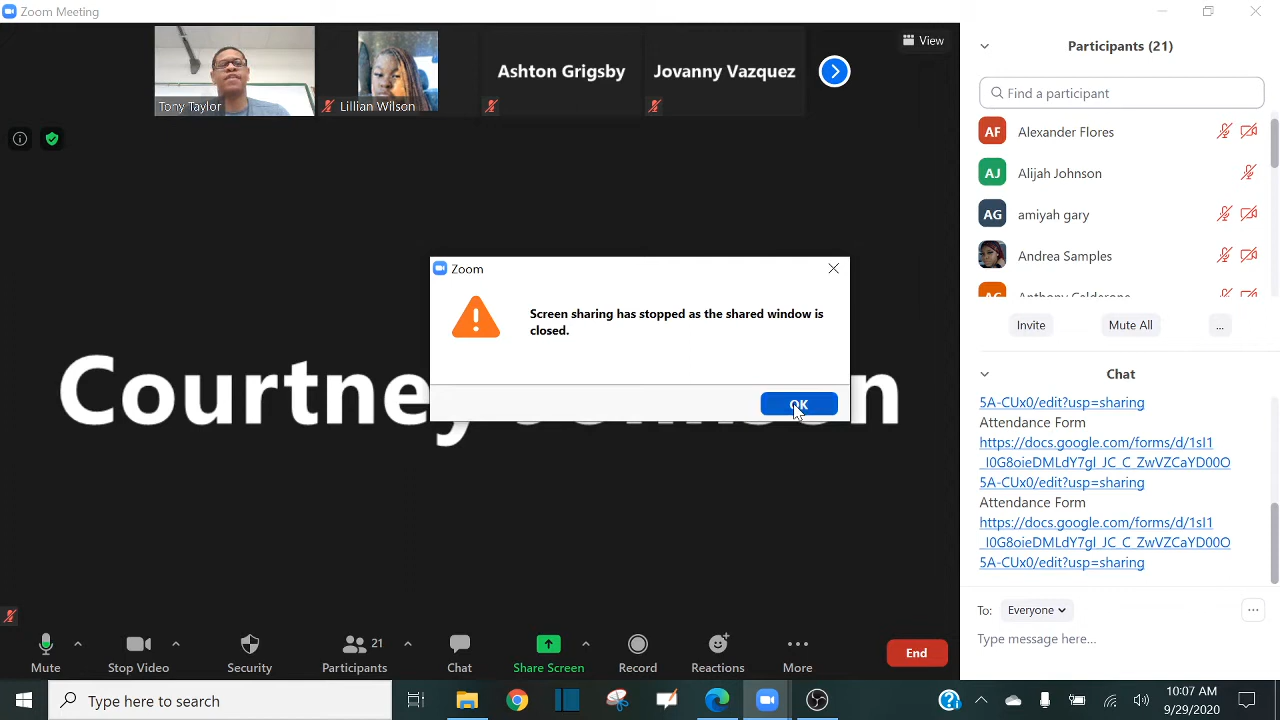 Zoom Meeting
Tony Taylor
Lillian Wilson
Ashton Grigsby
Jovanny Vazquez
View
Zoom
Screen sharing has stopped as the shared window is
closed.
OK
Courtney
n
Mute
Stop Video
Security
21
Participants
Chat
Share Screen
Record
Reactions
More
End
Participants (21)
Find a participant
AF Alexander Flores
AJ Alijah Johnson
AG amiyah gary
Andrea Samples
Invite
Mute All
...
Chat
5A-CUx0/edit?usp=sharing
Attendance Form
https://docs.google.com/forms/d/1sI1
_I0G8oieDMLdY7gl_JC_C_ZwVZCaYD00O
5A-CUx0/edit?usp=sharing
Attendance Form
https://docs.google.com/forms/d/1sI1
_I0G8oieDMLdY7gl_JC_C_ZwVZCaYD00O
5A-CUx0/edit?usp=sharing
To: Everyone
Type message here...
Type here to search
10:07 AM
9/29/2020